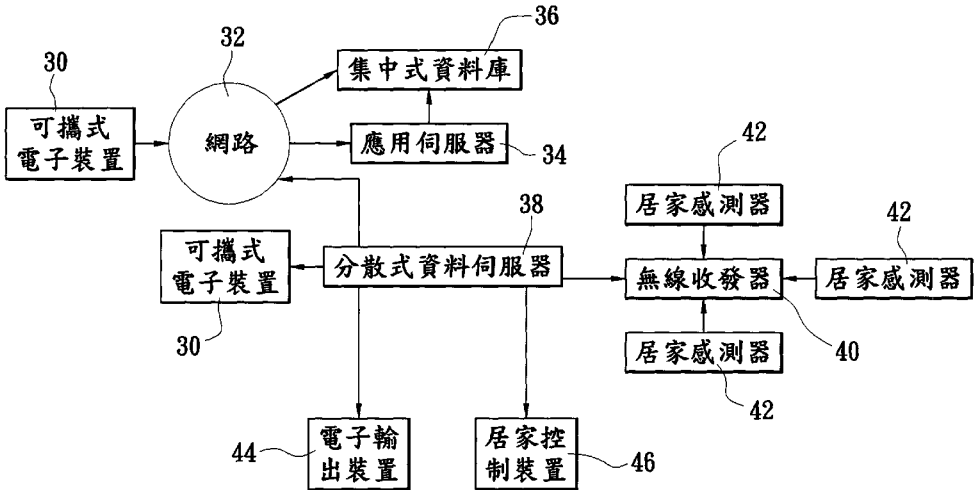 30
可攜式
電子裝置
32
網路
36
集中式資料庫
應用伺服器
34
42
居家感測器
38
分散式資料伺服器
可攜式
電子裝置
30
無線收發器
40
42
居家感測器
居家感測器
42
44
電子輸
出裝置
居家控
制裝置
46